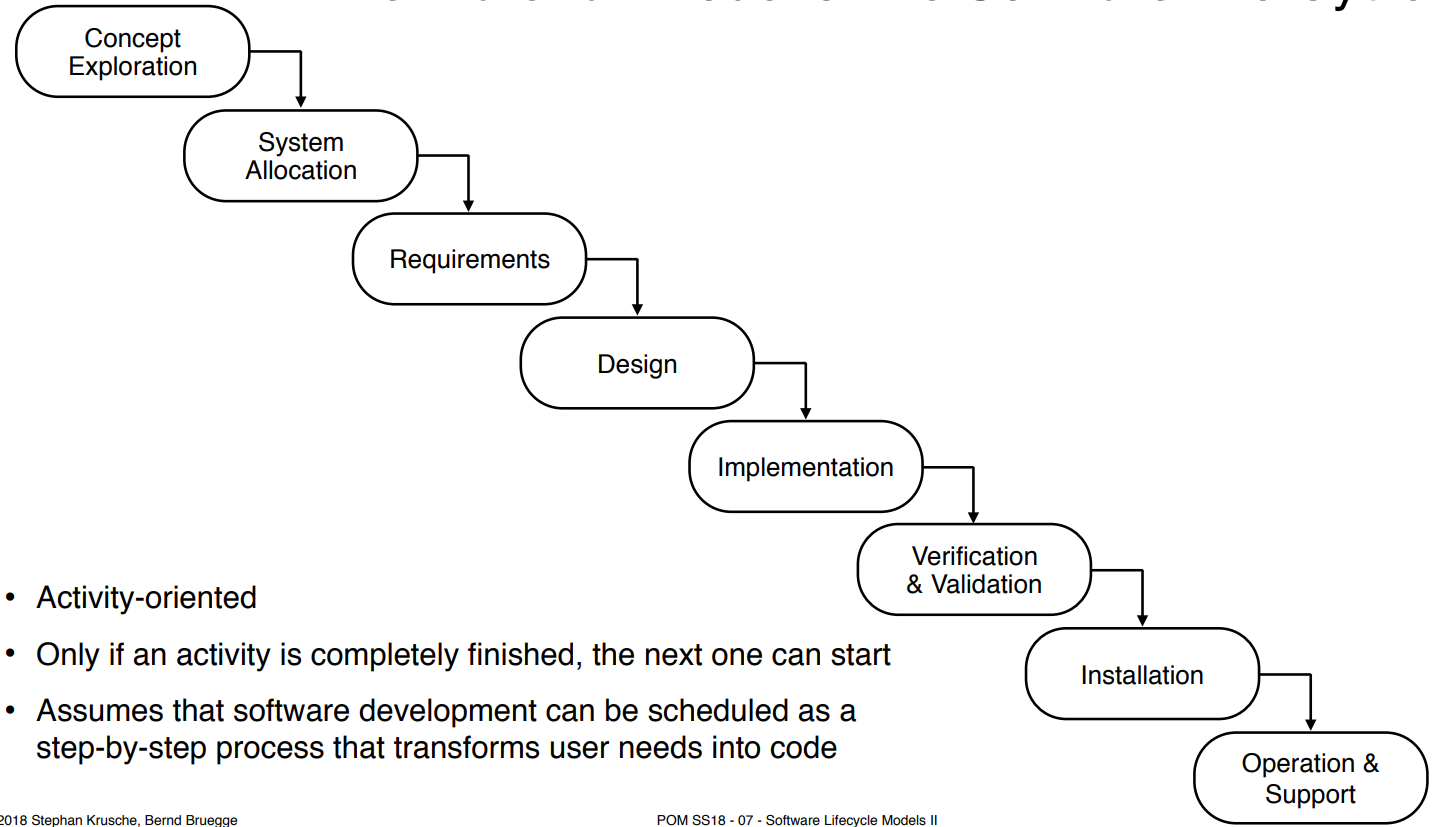 Concept
Exploration
System
Allocation
Requirements
Design
Implementation
Verification
& Validation
Installation
Operation &
Support
• Activity-oriented
• Only if an activity is completely finished, the next one can start
• Assumes that software development can be scheduled as a
step-by-step process that transforms user needs into code
2018 Stephan Krusche, Bernd Bruegge
POM SS18 - 07 - Software Lifecycle Models II